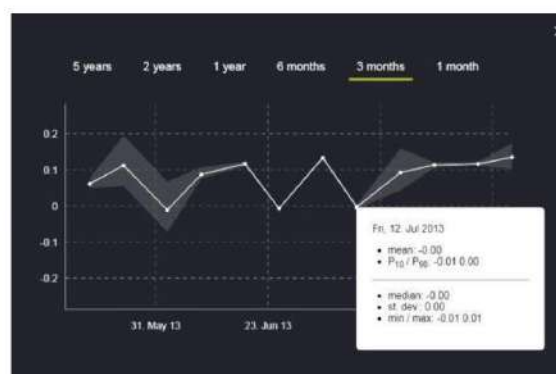 5 years 2 years 1 year 6 months 3 months 1 month
0.2
0.1
0
-0.1
-0.2
31. May 13 23. Jun 13
Fri, 12. Jul 2013
• mean: -0.00
• P10 / P90: -0.01 0.00
• median: -0.00
• st. dev.: 0.00
• min / max: -0.01 0.01